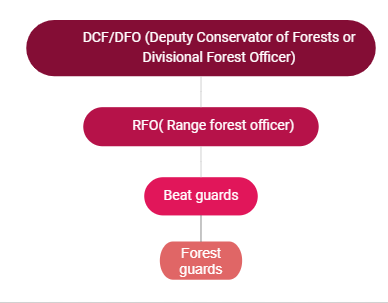 DCF/DFO (Deputy Conservator of Forests or
Divisional Forest Officer)
RFO( Range forest officer)
Beat guards
Forest
guards